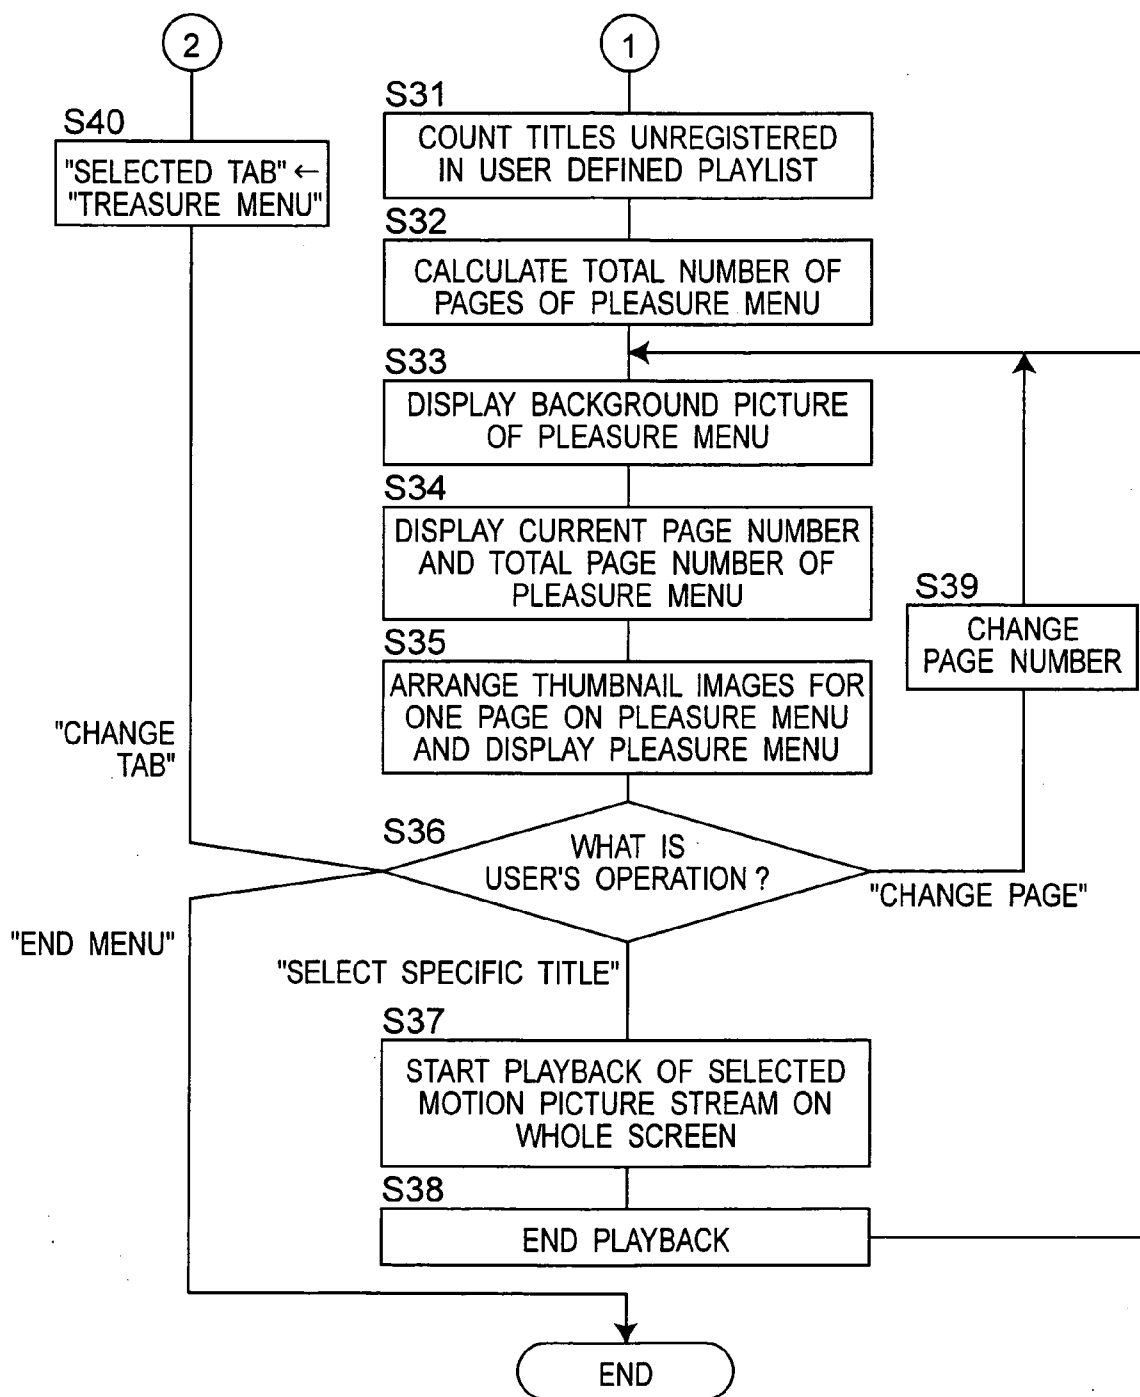 2
1
S40
"SELECTED TAB" ←
"TREASURE MENU"
S31
COUNT TITLES UNREGISTERED
IN USER DEFINED PLAYLIST
S32
CALCULATE TOTAL NUMBER OF
PAGES OF PLEASURE MENU
S33
DISPLAY BACKGROUND PICTURE
OF PLEASURE MENU
S34
DISPLAY CURRENT PAGE NUMBER
AND TOTAL PAGE NUMBER OF
PLEASURE MENU
S39
CHANGE
PAGE NUMBER
S35
ARRANGE THUMBNAIL IMAGES FOR
ONE PAGE ON PLEASURE MENU
AND DISPLAY PLEASURE MENU
"CHANGE
TAB"
S36
WHAT IS
USER'S OPERATION ?
"CHANGE PAGE"
"END MENU"
"SELECT SPECIFIC TITLE"
S37
START PLAYBACK OF SELECTED
MOTION PICTURE STREAM ON
WHOLE SCREEN
S38
END PLAYBACK
END